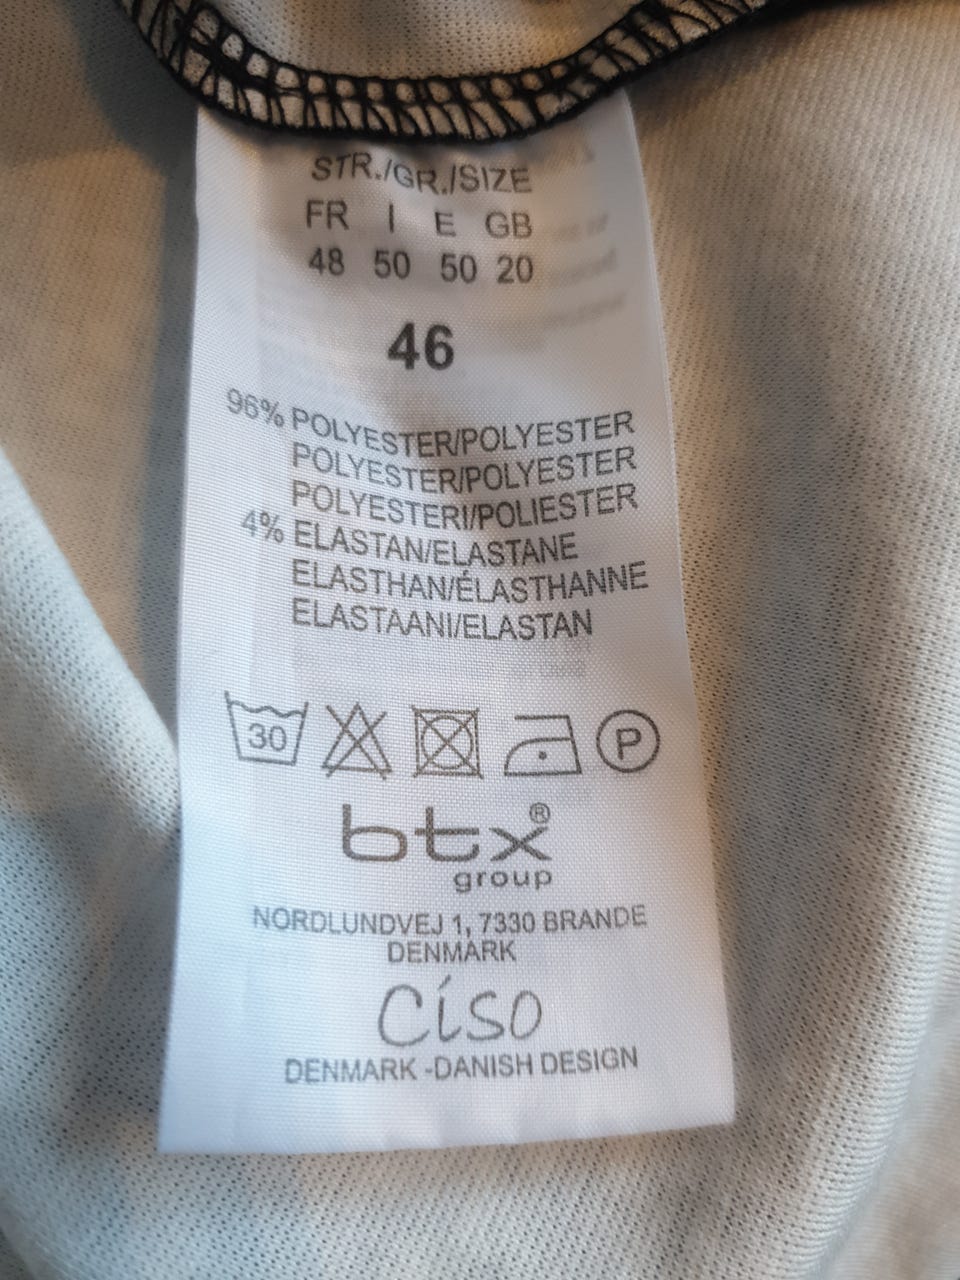 STR./GR./SIZE
FR I E GB
48 50 50 20
46
96% POLYESTER/POLYESTER
POLYESTER/POLYESTER
POLYESTERI/POLIESTER
4% ELASTAN/ELASTANE
ELASTHAN/ÉLASTHANNE
ELASTAANI/ELASTAN
30 P
btx®
group
NORDLUNDVEJ 1, 7330 BRANDE
DENMARK
Ciso
DENMARK -DANISH DESIGN